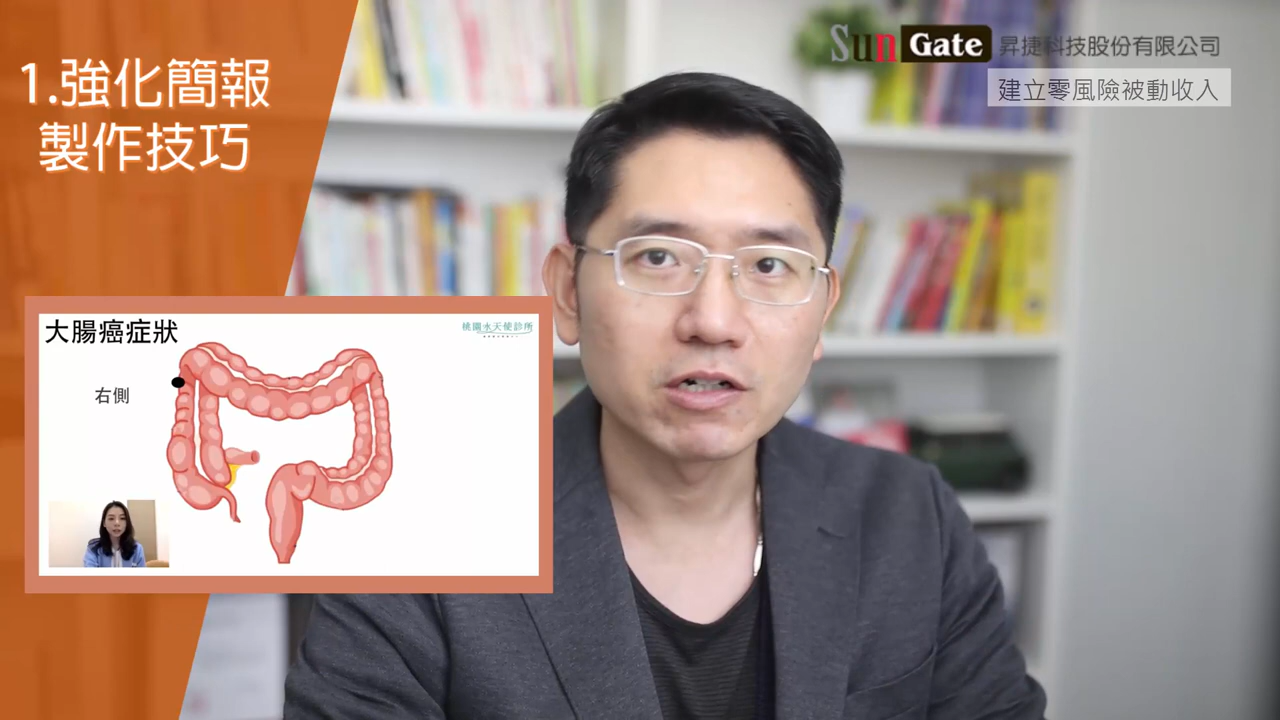 1.強化簡報
製作技巧
Sun Gate 昇捷科技股份有限公司
建立零風險被動收入
大腸癌症狀
桃園水天使診所
右側